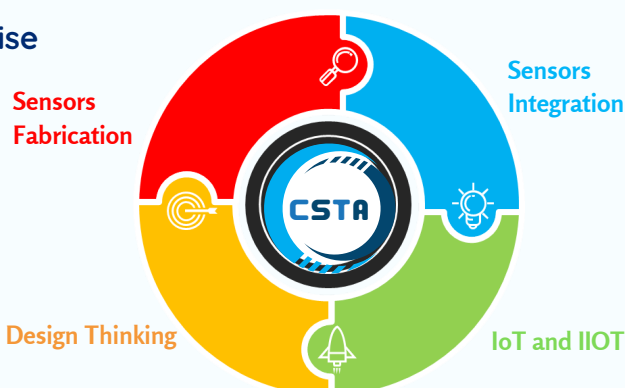 ise
Sensors
Fabrication
Sensors
Integration
CSTA
Design Thinking
IoT and IIOT